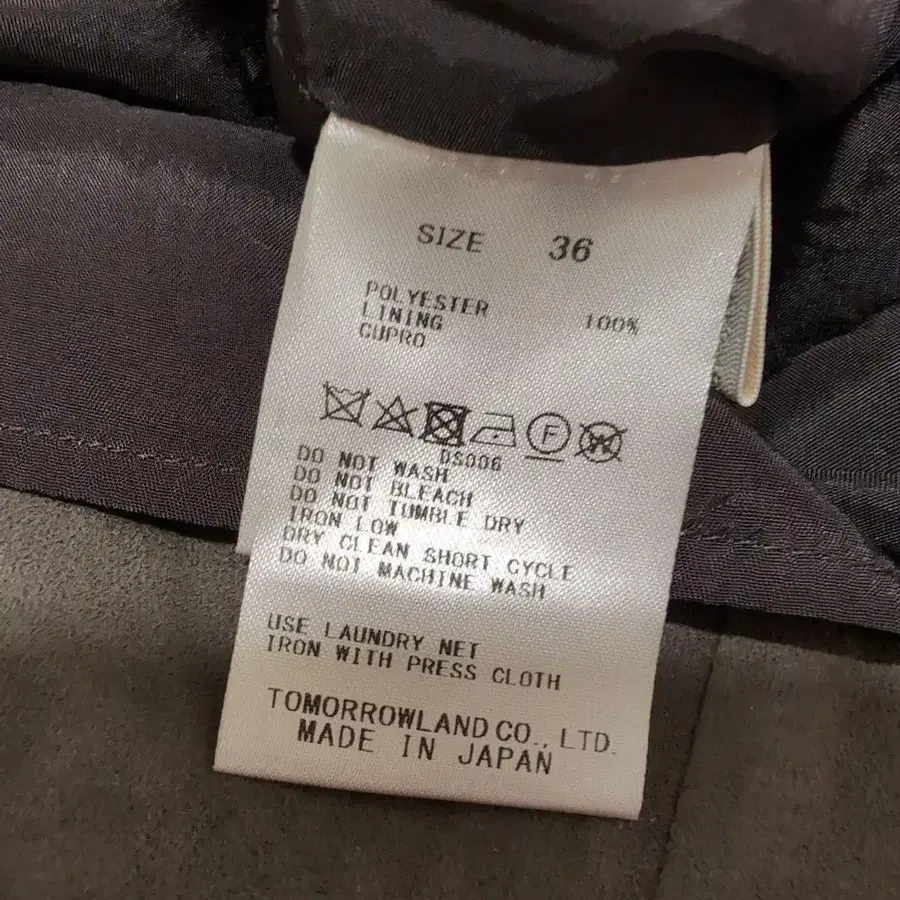 SIZE 36
POLYESTER 100%
LINING
CUPRO
F
W
DS006
DO NOT WASH
DO NOT BLEACH
DO NOT TUMBLE DRY
IRON LOW
DRY CLEAN SHORT CYCLE
DO NOT MACHINE WASH
USE LAUNDRY NET
IRON WITH PRESS CLOTH
TOMORROWLAND CO., LTD.
MADE IN JAPAN